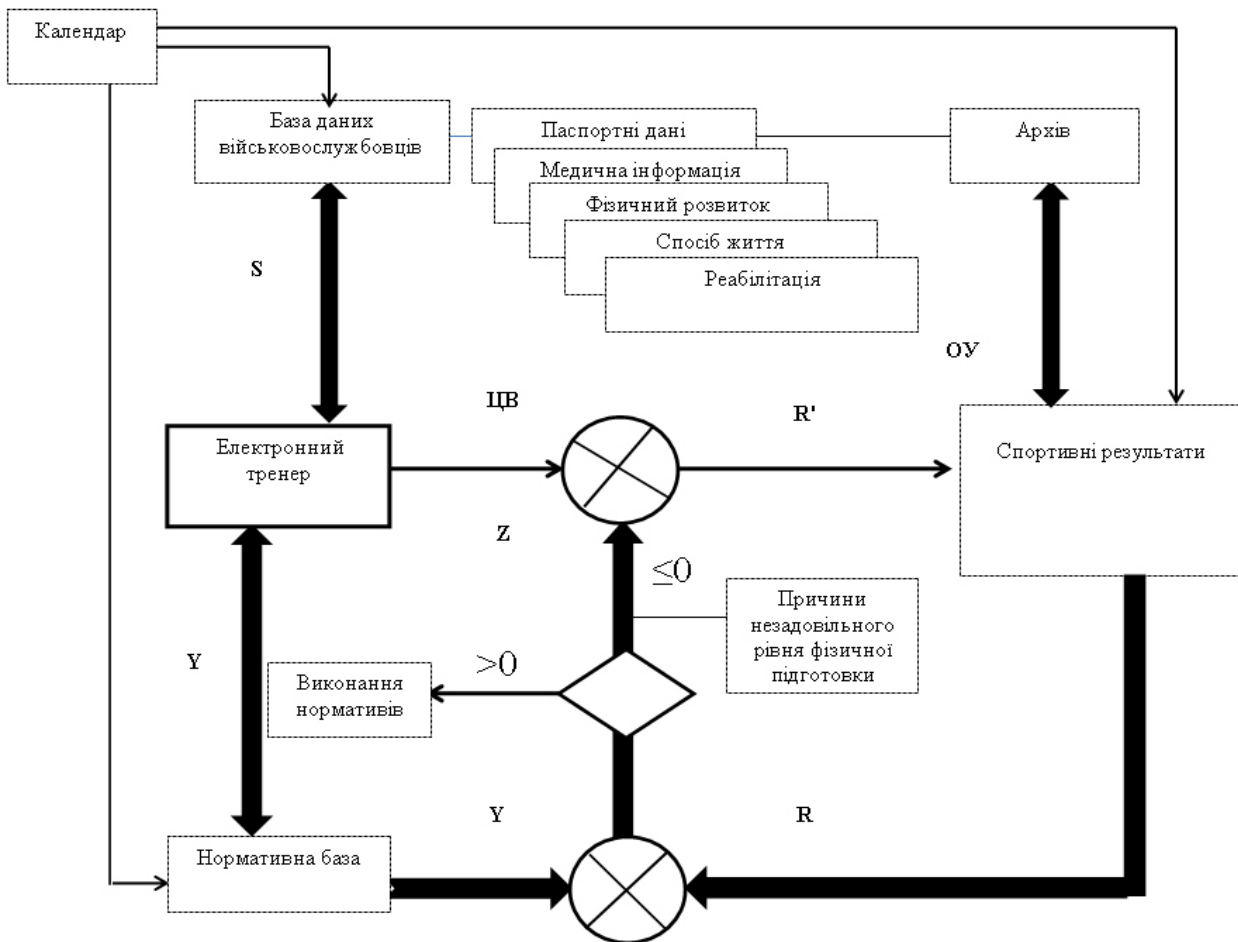 Календар
База даних
військовослужбовців
Паспортні дані
Архів
Медична інформація
Фізичний розвиток
Спосіб життя
Реабілітація
S
ОУ
ЦВ
R'
Електронний
тренер
Спортивні результати
Z
≤0
Причини
незадовільного
рівня фізичної
підготовки
Y
>0
Виконання
нормативів
Y
R
Нормативна база